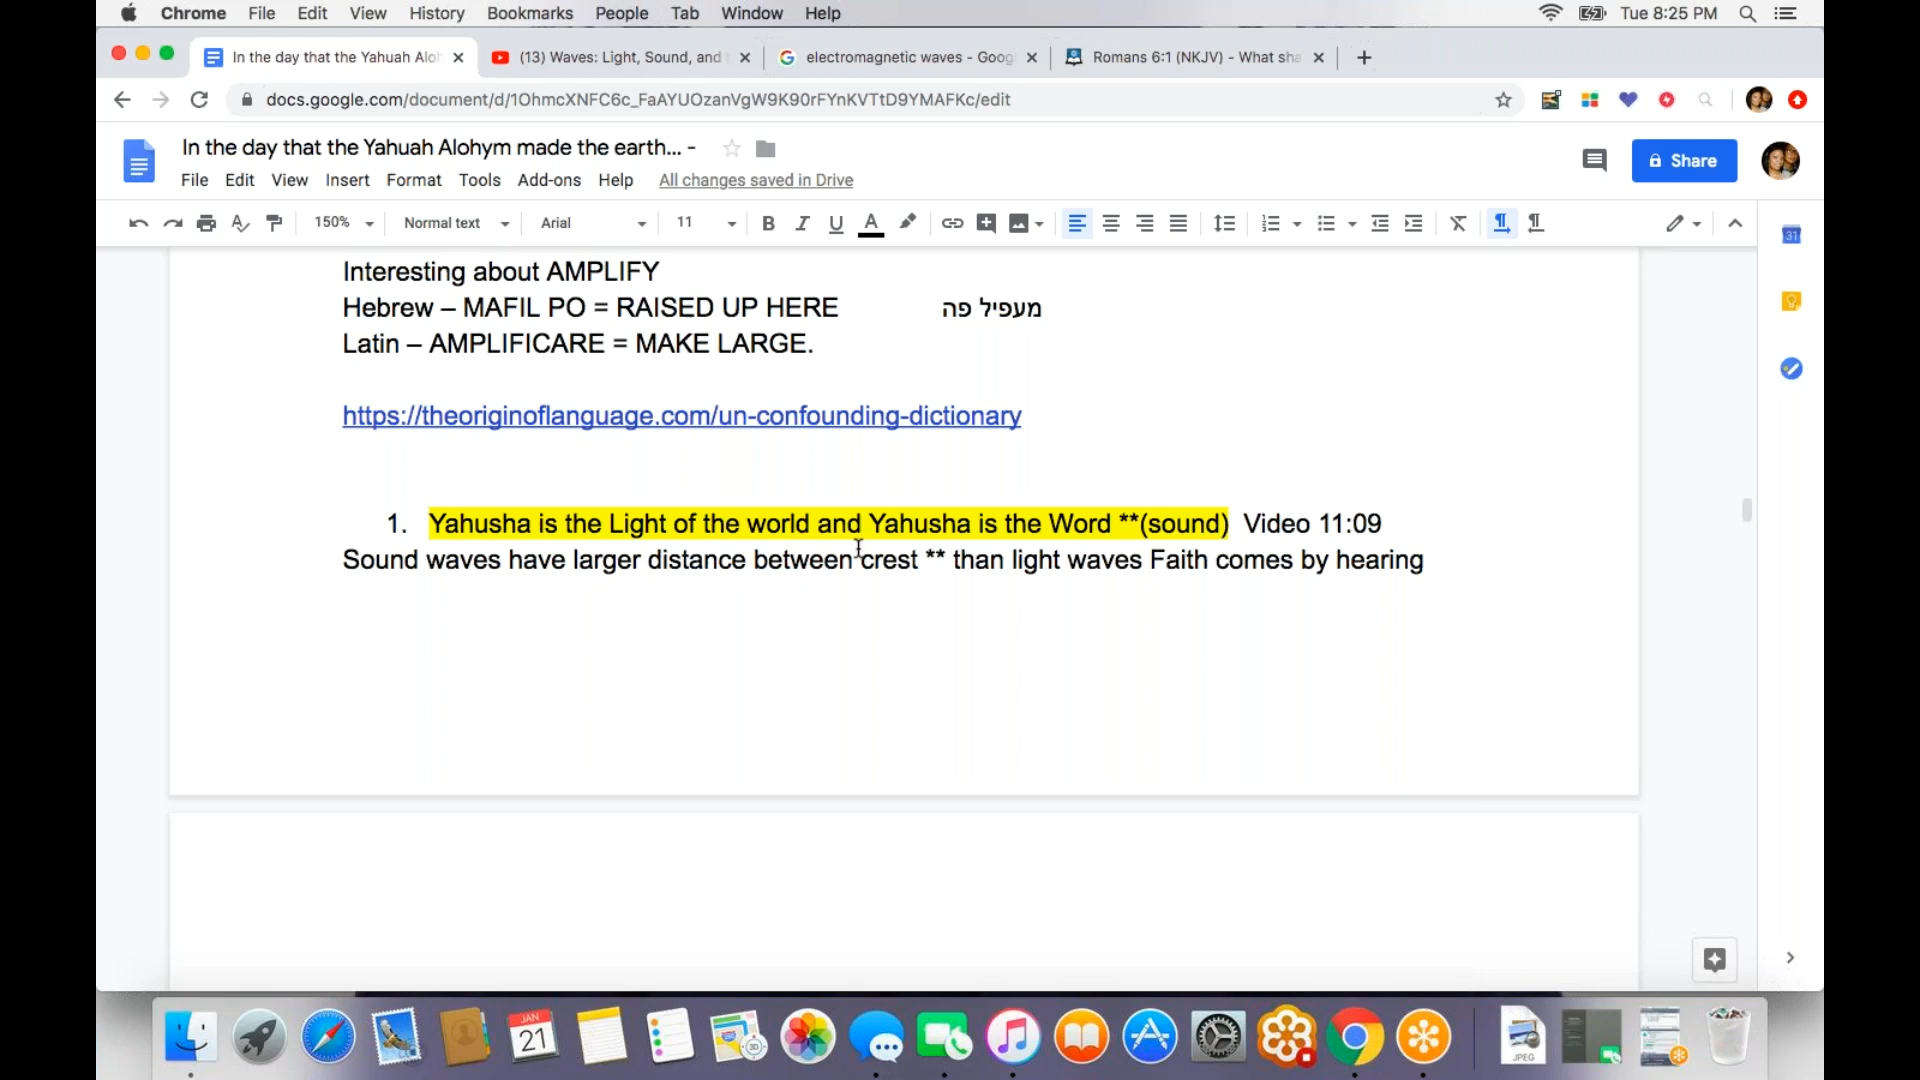 Chrome File Edit View History Bookmarks People Tab Window Help Tue 8:25 PM
In the day that the Yahuah Aloh (13) Waves: Light, Sound, and electromagnetic waves - Goog Romans 6:1 (NKJV) - What sha
docs.google.com/document/d/1OhmcXNFC6c_FaAYUOzanVgW9K90rFYnKVTtD9YMAFKc/edit
In the day that the Yahuah Alohym made the earth... -
Share
File Edit View Insert Format Tools Add-ons Help All changes saved in Drive
150% Normal text Arial 11 B I U A
31
Interesting about AMPLIFY
Hebrew – MAFIL PO = RAISED UP HERE מעפיל פה
Latin – AMPLIFICARE = MAKE LARGE.
https://theoriginoflanguage.com/un-confounding-dictionary
1. Yahusha is the Light of the world and Yahusha is the Word **(sound) Video 11:09
Sound waves have larger distance between crest ** than light waves Faith comes by hearing
JAN
21
3D
JPEG